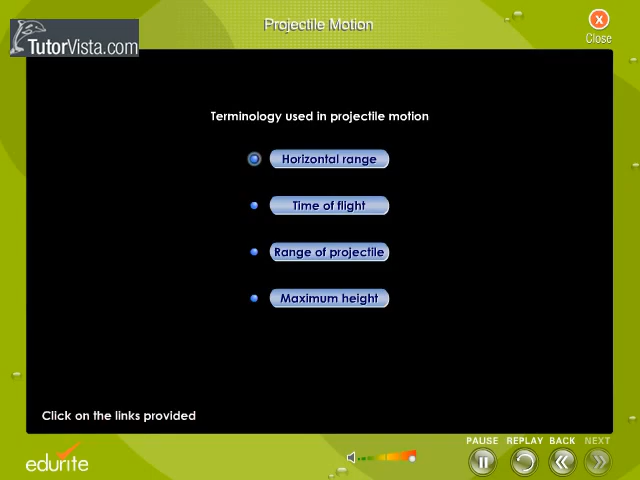 Projectile Motion
x
Close
TutorVista.com
Terminology used in projectile motion
Horizontal range
Time of flight
Range of projectile
Maximum height
Click on the links provided
edurite
PAUSE REPLAY BACK NEXT